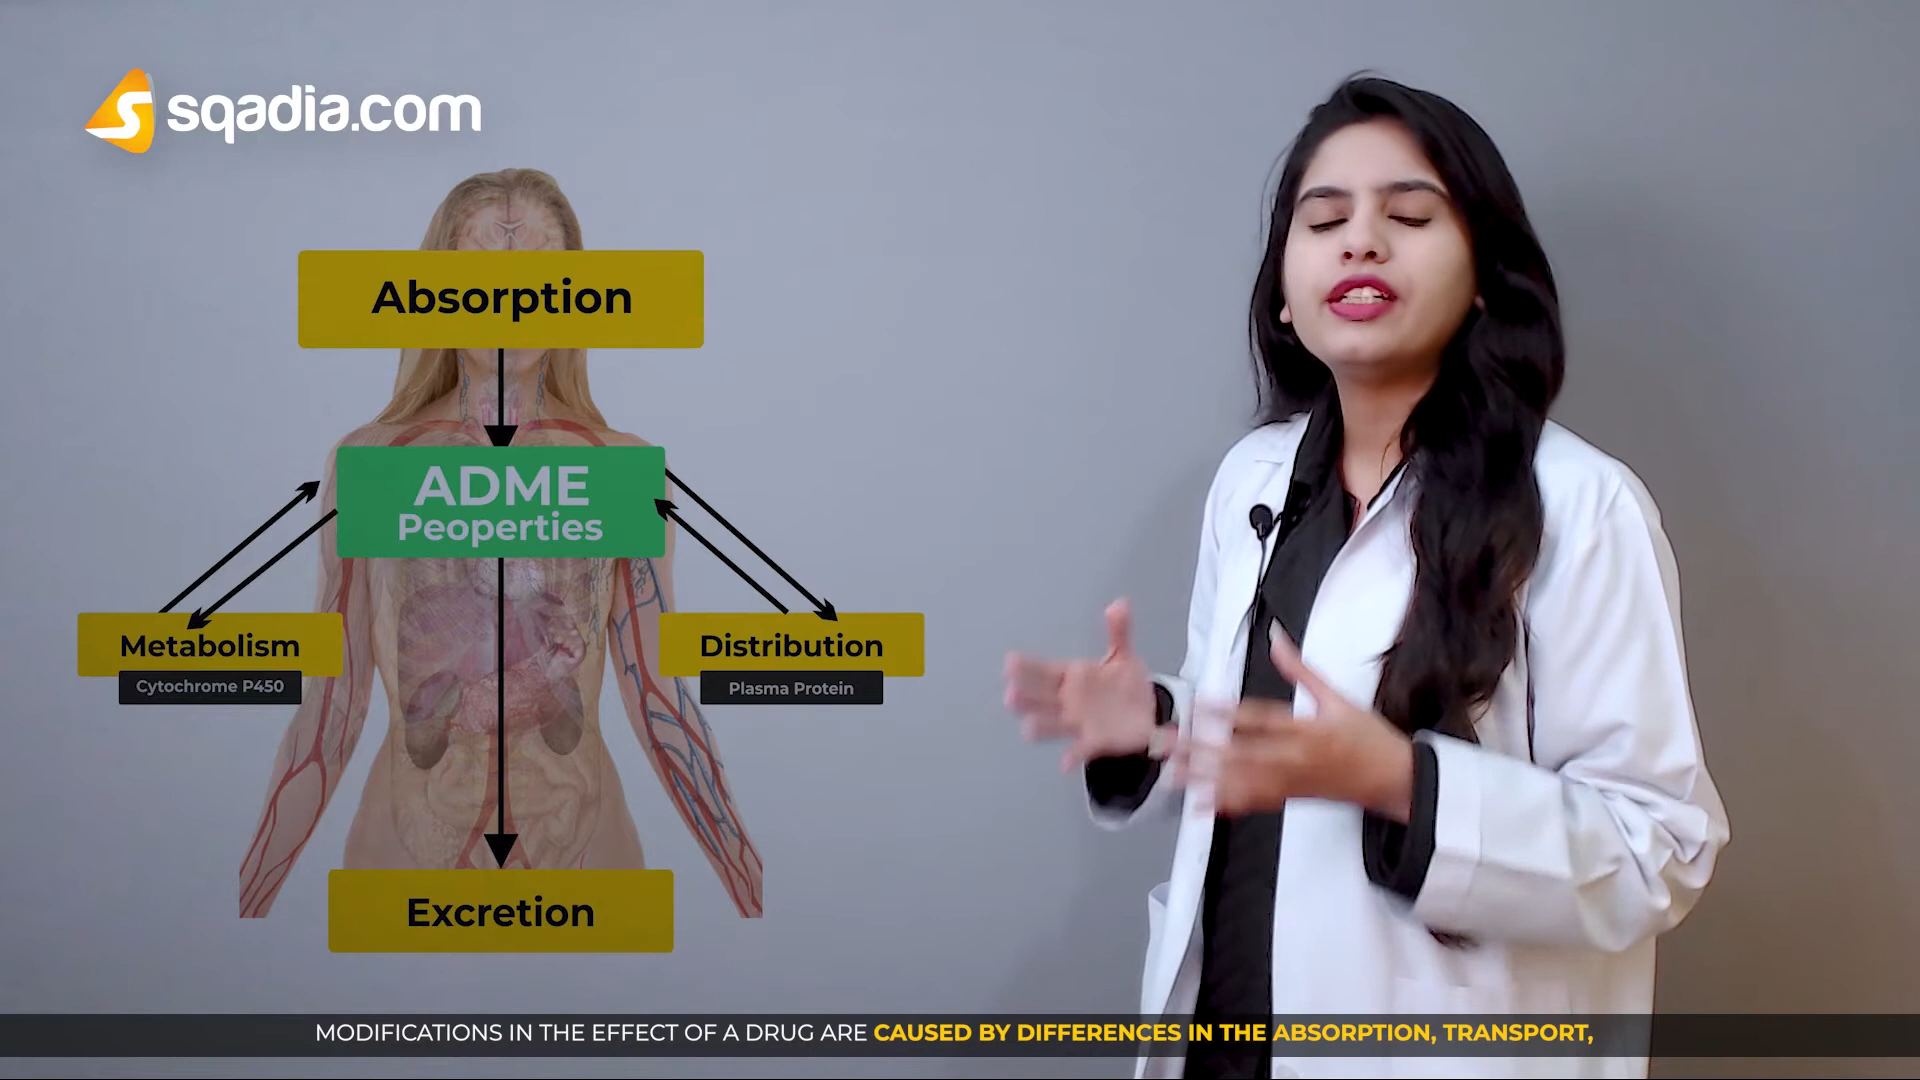 sqadia.com
Absorption
ADME
Peoperties
Metabolism
Cytochrome P450
Distribution
Plasma Protein
Excretion
MODIFICATIONS IN THE EFFECT OF A DRUG ARE CAUSED BY DIFFERENCES IN THE ABSORPTION, TRANSPORT,